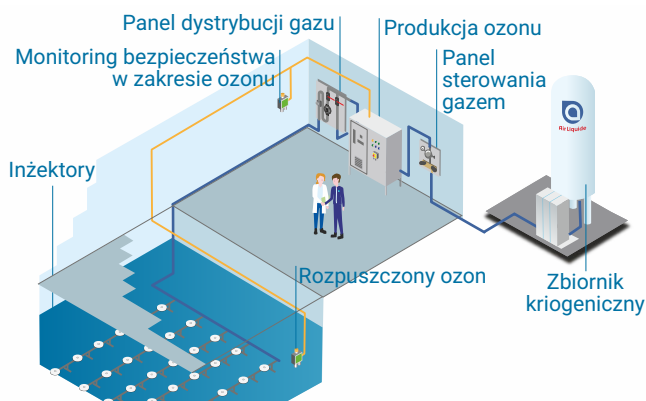 Panel dystrybucji gazu
Produkcja ozonu
Monitoring bezpieczeństwa
w zakresie ozonu
Panel
sterowania
gazem
Air Liquide
Inżektory
Rozpuszczony ozon
Zbiornik
kriogeniczny